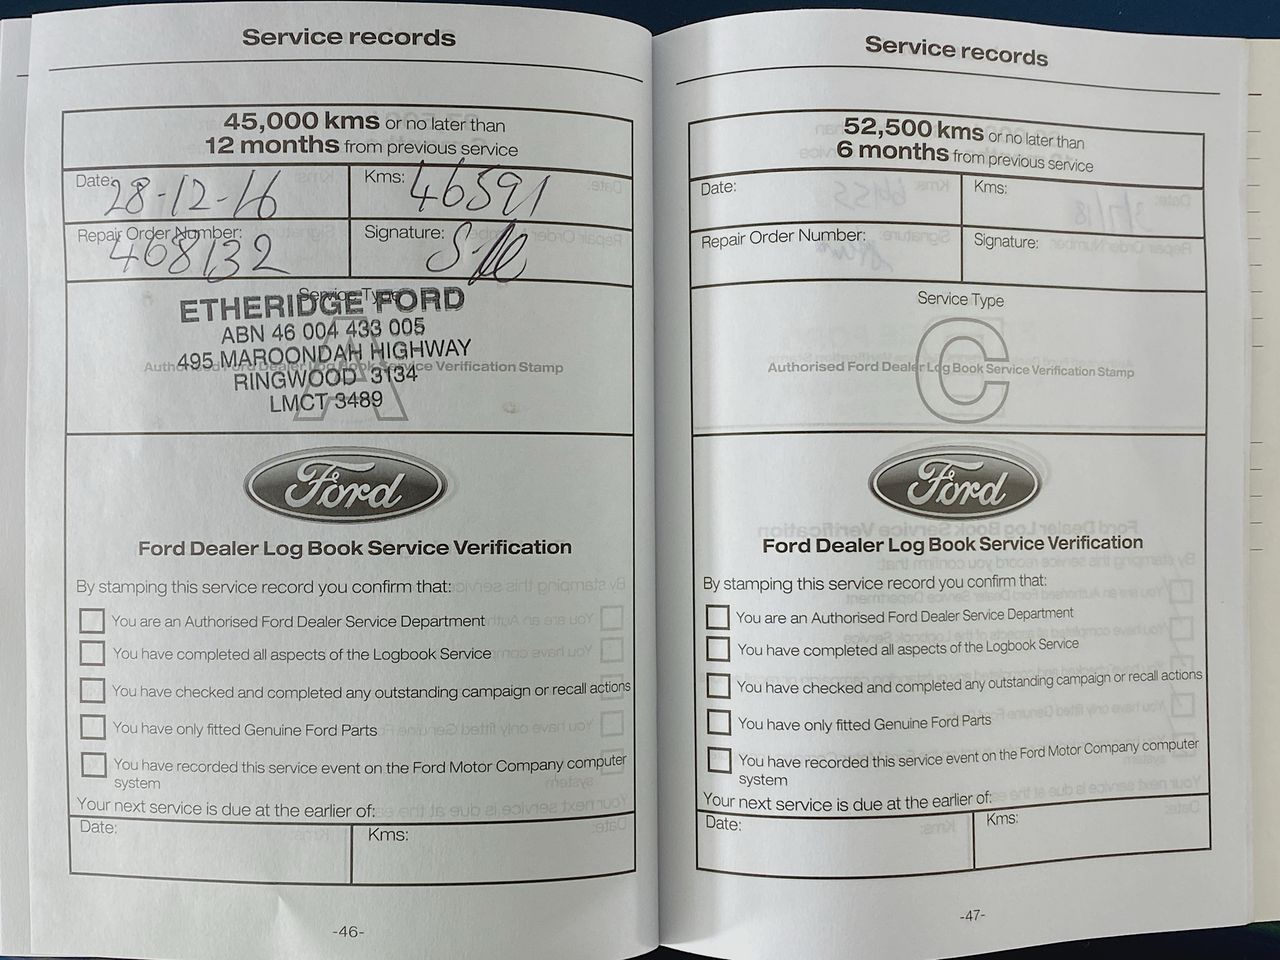 Service records
45,000 kms or no later than
12 months from previous service
Date: 28-12-16
Kms: 46591
Repair Order Number: 468132
Signature:
Service Type
A
ETHERIDGE FORD
ABN 46 004 433 005
495 MAROONDAH HIGHWAY
RINGWOOD 3134
LMCT 3489
Authorised Ford Dealer Log Book Service Verification Stamp
Ford
Ford Dealer Log Book Service Verification
By stamping this service record you confirm that:
You are an Authorised Ford Dealer Service Department
You have completed all aspects of the Logbook Service
You have checked and completed any outstanding campaign or recall actions
You have only fitted Genuine Ford Parts
You have recorded this service event on the Ford Motor Company computer
system
Your next service is due at the earlier of:
Date:
Kms:
-46-
Service records
52,500 kms or no later than
6 months from previous service
Date:
Kms:
Repair Order Number:
Signature:
Service Type
C
Authorised Ford Dealer Log Book Service Verification Stamp
Ford
Ford Dealer Log Book Service Verification
By stamping this service record you confirm that:
You are an Authorised Ford Dealer Service Department
You have completed all aspects of the Logbook Service
You have checked and completed any outstanding campaign or recall actions
You have only fitted Genuine Ford Parts
You have recorded this service event on the Ford Motor Company computer
system
Your next service is due at the earlier of:
Date:
Kms:
-47-